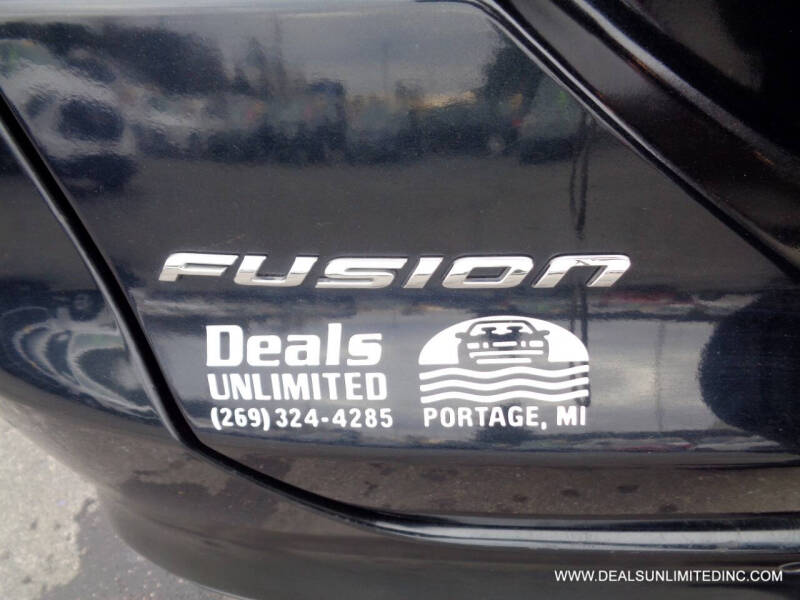 FUSION
Deals
UNLIMITED
(269) 324-4285
PORTAGE, MI
WWW.DEALSUNLIMITEDINC.COM